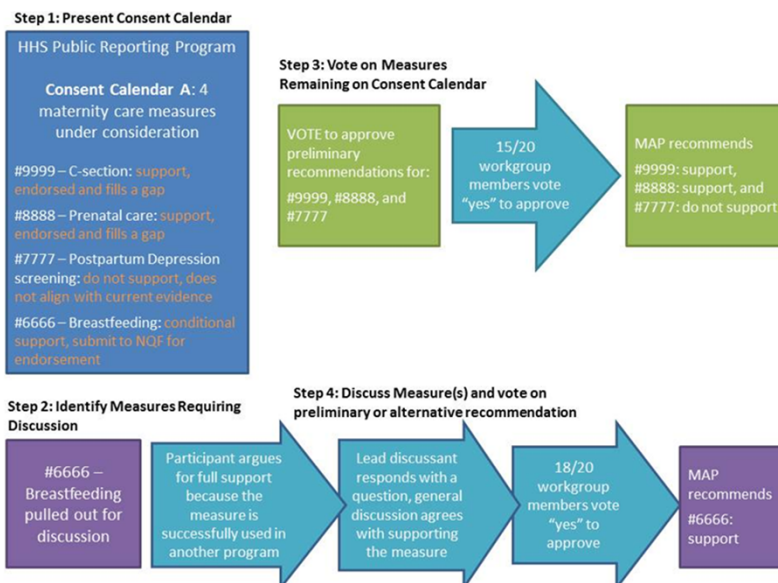 Step 1: Present Consent Calendar
HHS Public Reporting Program
Consent Calendar A: 4
maternity care measures
under consideration
#9999 – C-section: support,
endorsed and fills a gap
#8888 – Prenatal care: support,
endorsed and fills a gap
#7777 – Postpartum Depression
screening: do not support, does
not align with current evidence
#6666 – Breastfeeding: conditional
support, submit to NQF for
endorsement
Step 2: Identify Measures Requiring
Discussion
#6666 –
Breastfeeding
pulled out for
discussion
Participant argues
for full support
because the
measure is
successfully used in
another program
Step 3: Vote on Measures
Remaining on Consent Calendar
VOTE to approve
preliminary
recommendations for:
#9999, #8888, and
#7777
15/20
workgroup
members vote
"yes" to approve
MAP recommends
#9999: support,
#8888: support, and
#7777: do not support
Step 4: Discuss Measure(s) and vote on
preliminary or alternative recommendation
Lead discussant
responds with a
question, general
discussion agrees
with supporting
the measure
18/20
workgroup
members vote
"yes" to
approve
MAP
recommends
#6666:
support